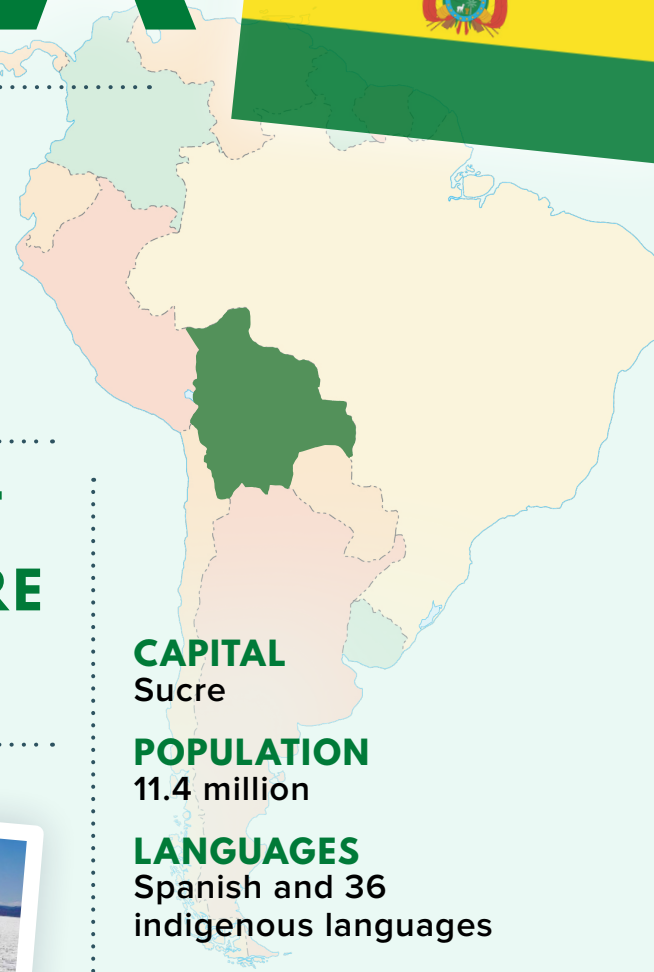 CAPITAL
Sucre
POPULATION
11.4 million
LANGUAGES
Spanish and 36
indigenous languages